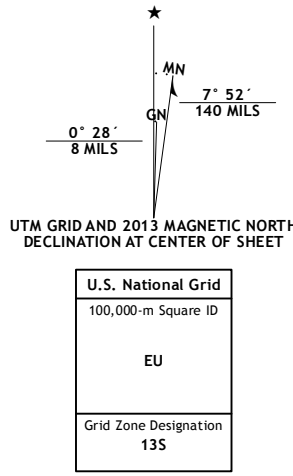 ★
MN
GN
7° 52´
140 MILS
0° 28´
8 MILS
UTM GRID AND 2013 MAGNETIC NORTH
DECLINATION AT CENTER OF SHEET
U.S. National Grid
100,000-m Square ID
EU
Grid Zone Designation
13S